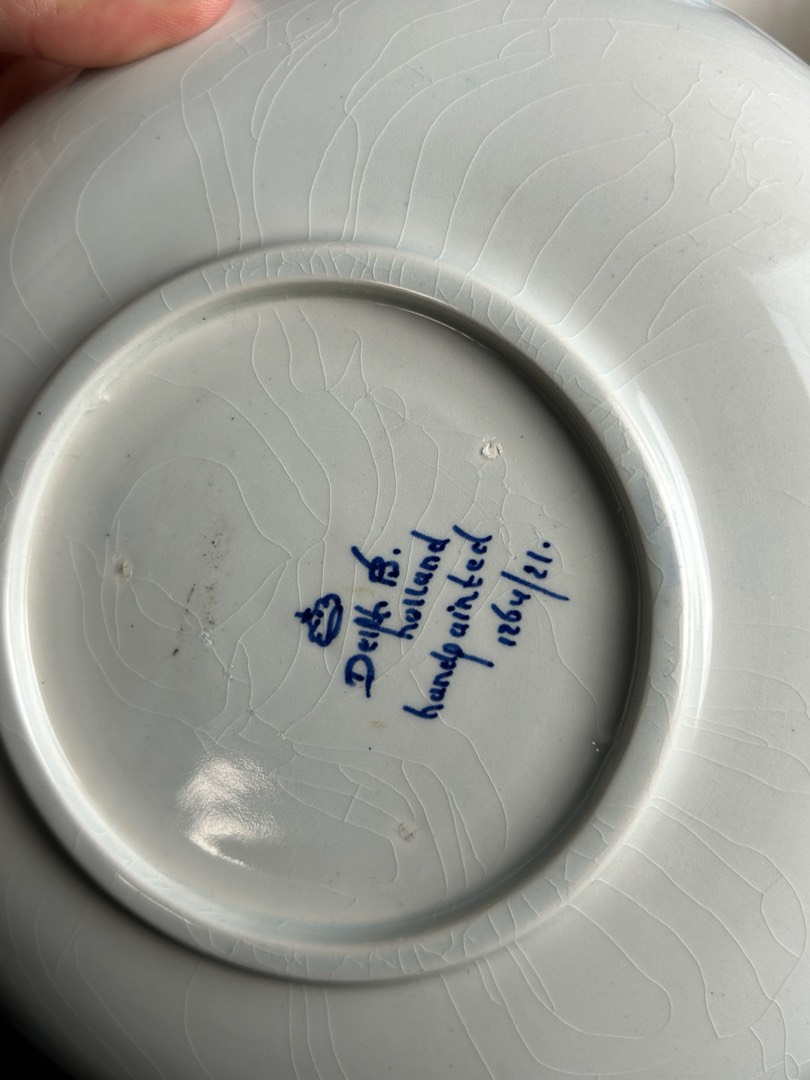 Delft B.
holland
handpainted
1264/21.